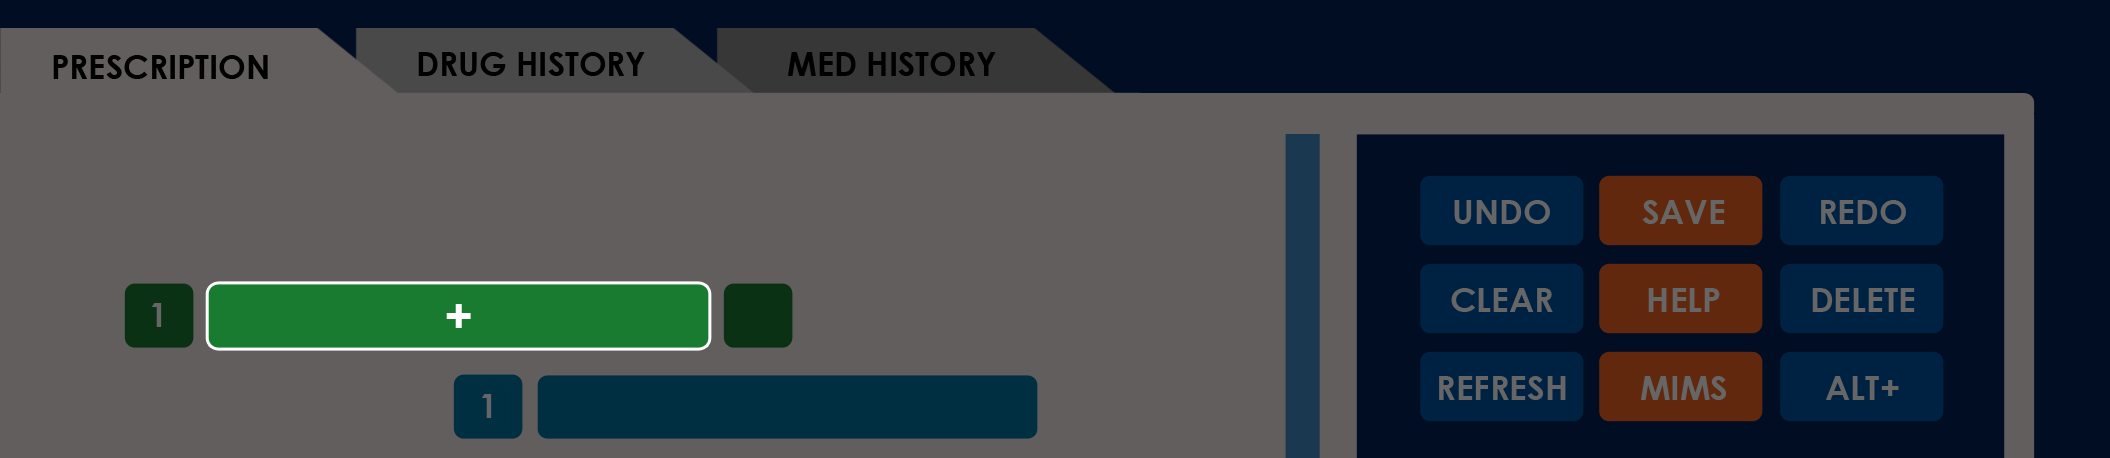 PRESCRIPTION
DRUG HISTORY
MED HISTORY
UNDO
SAVE
REDO
1
+
CLEAR
HELP
DELETE
1
REFRESH
MIMS
ALT+